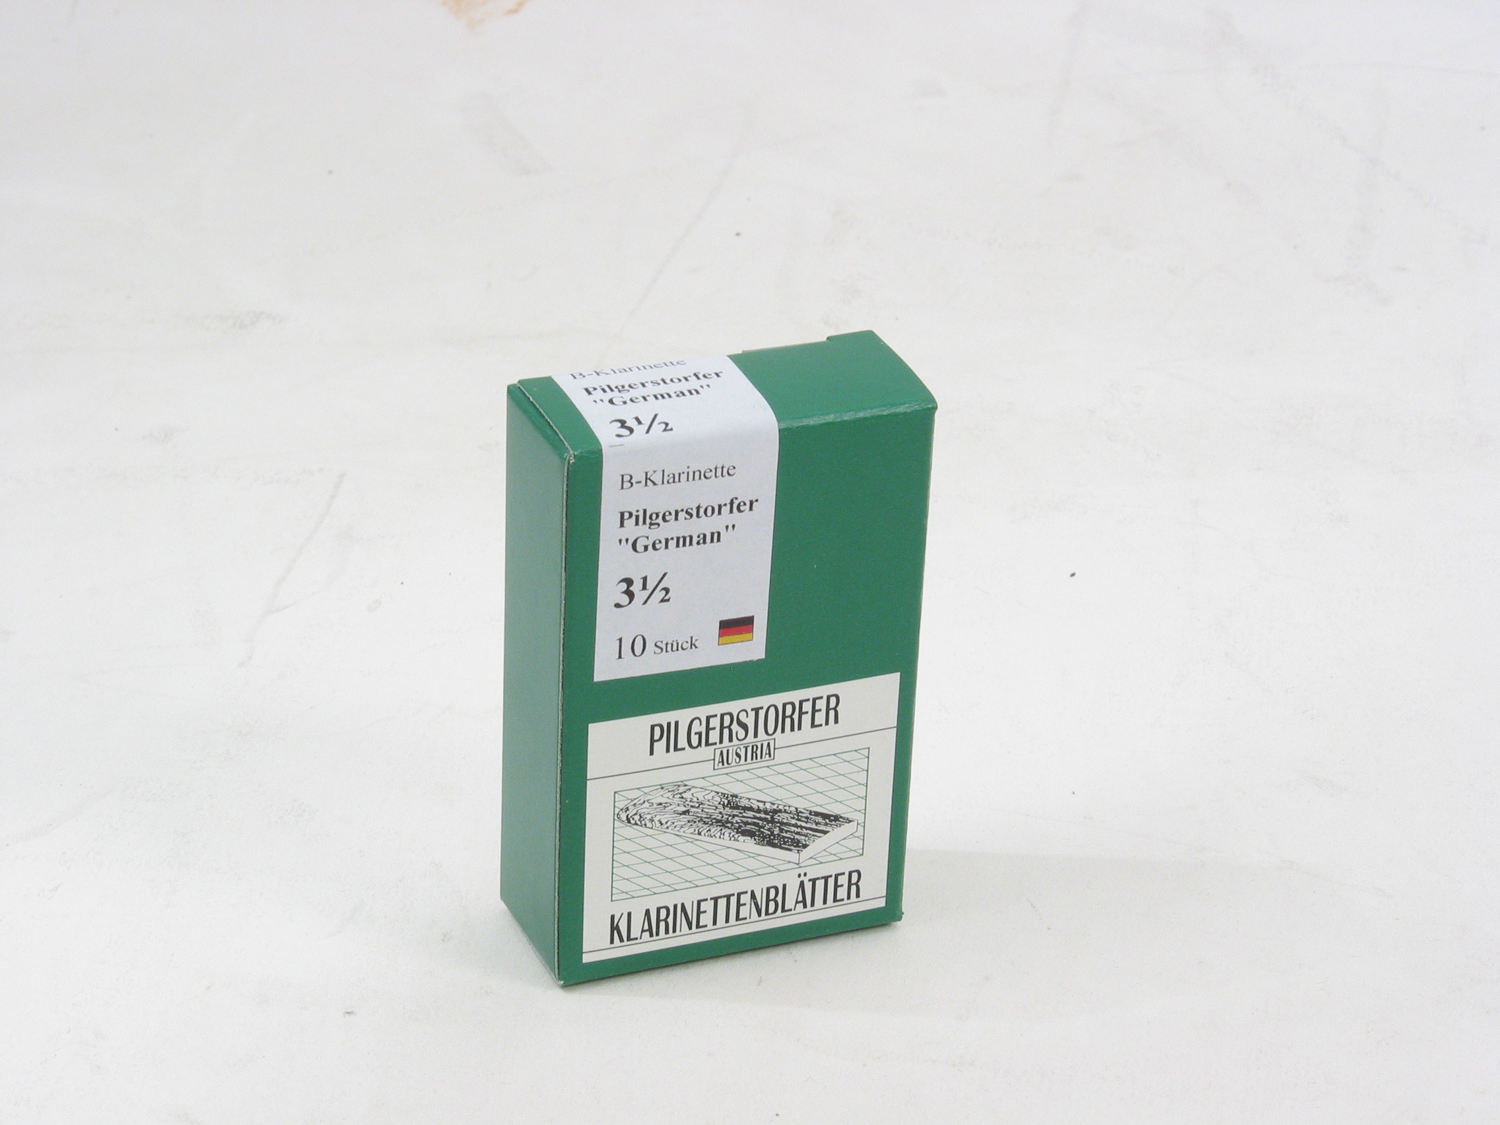 B-Klarinette
Pilgerstorfer
"German"
3½
B-Klarinette
Pilgerstorfer
"German"
3½
10 Stück
PILGERSTORFER
AUSTRIA
KLARINETTENBLÄTTER